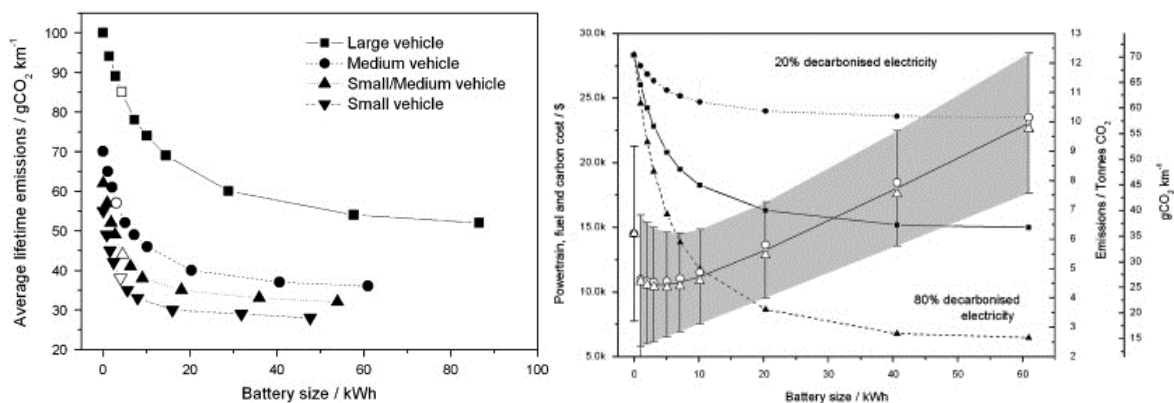 100
90
80
70
60
50
40
30
20
Average lifetime emissions / gCO₂ km⁻¹
Large vehicle
Medium vehicle
Small/Medium vehicle
Small vehicle
0
20
40
60
80
100
Battery size / kWh
30.0k
25.0k
20.0k
15.0k
10.0k
5.0k
Powertrain, fuel and carbon cost / $
20% decarbonised electricity
80% decarbonised
electricity
0
10
20
30
40
50
60
Battery size / kWh
13
12
11
10
9
8
7
6
5
4
3
2
Emissions / Tonnes CO₂
70
65
60
55
50
45
40
35
30
25
20
15
gCO₂ km⁻¹